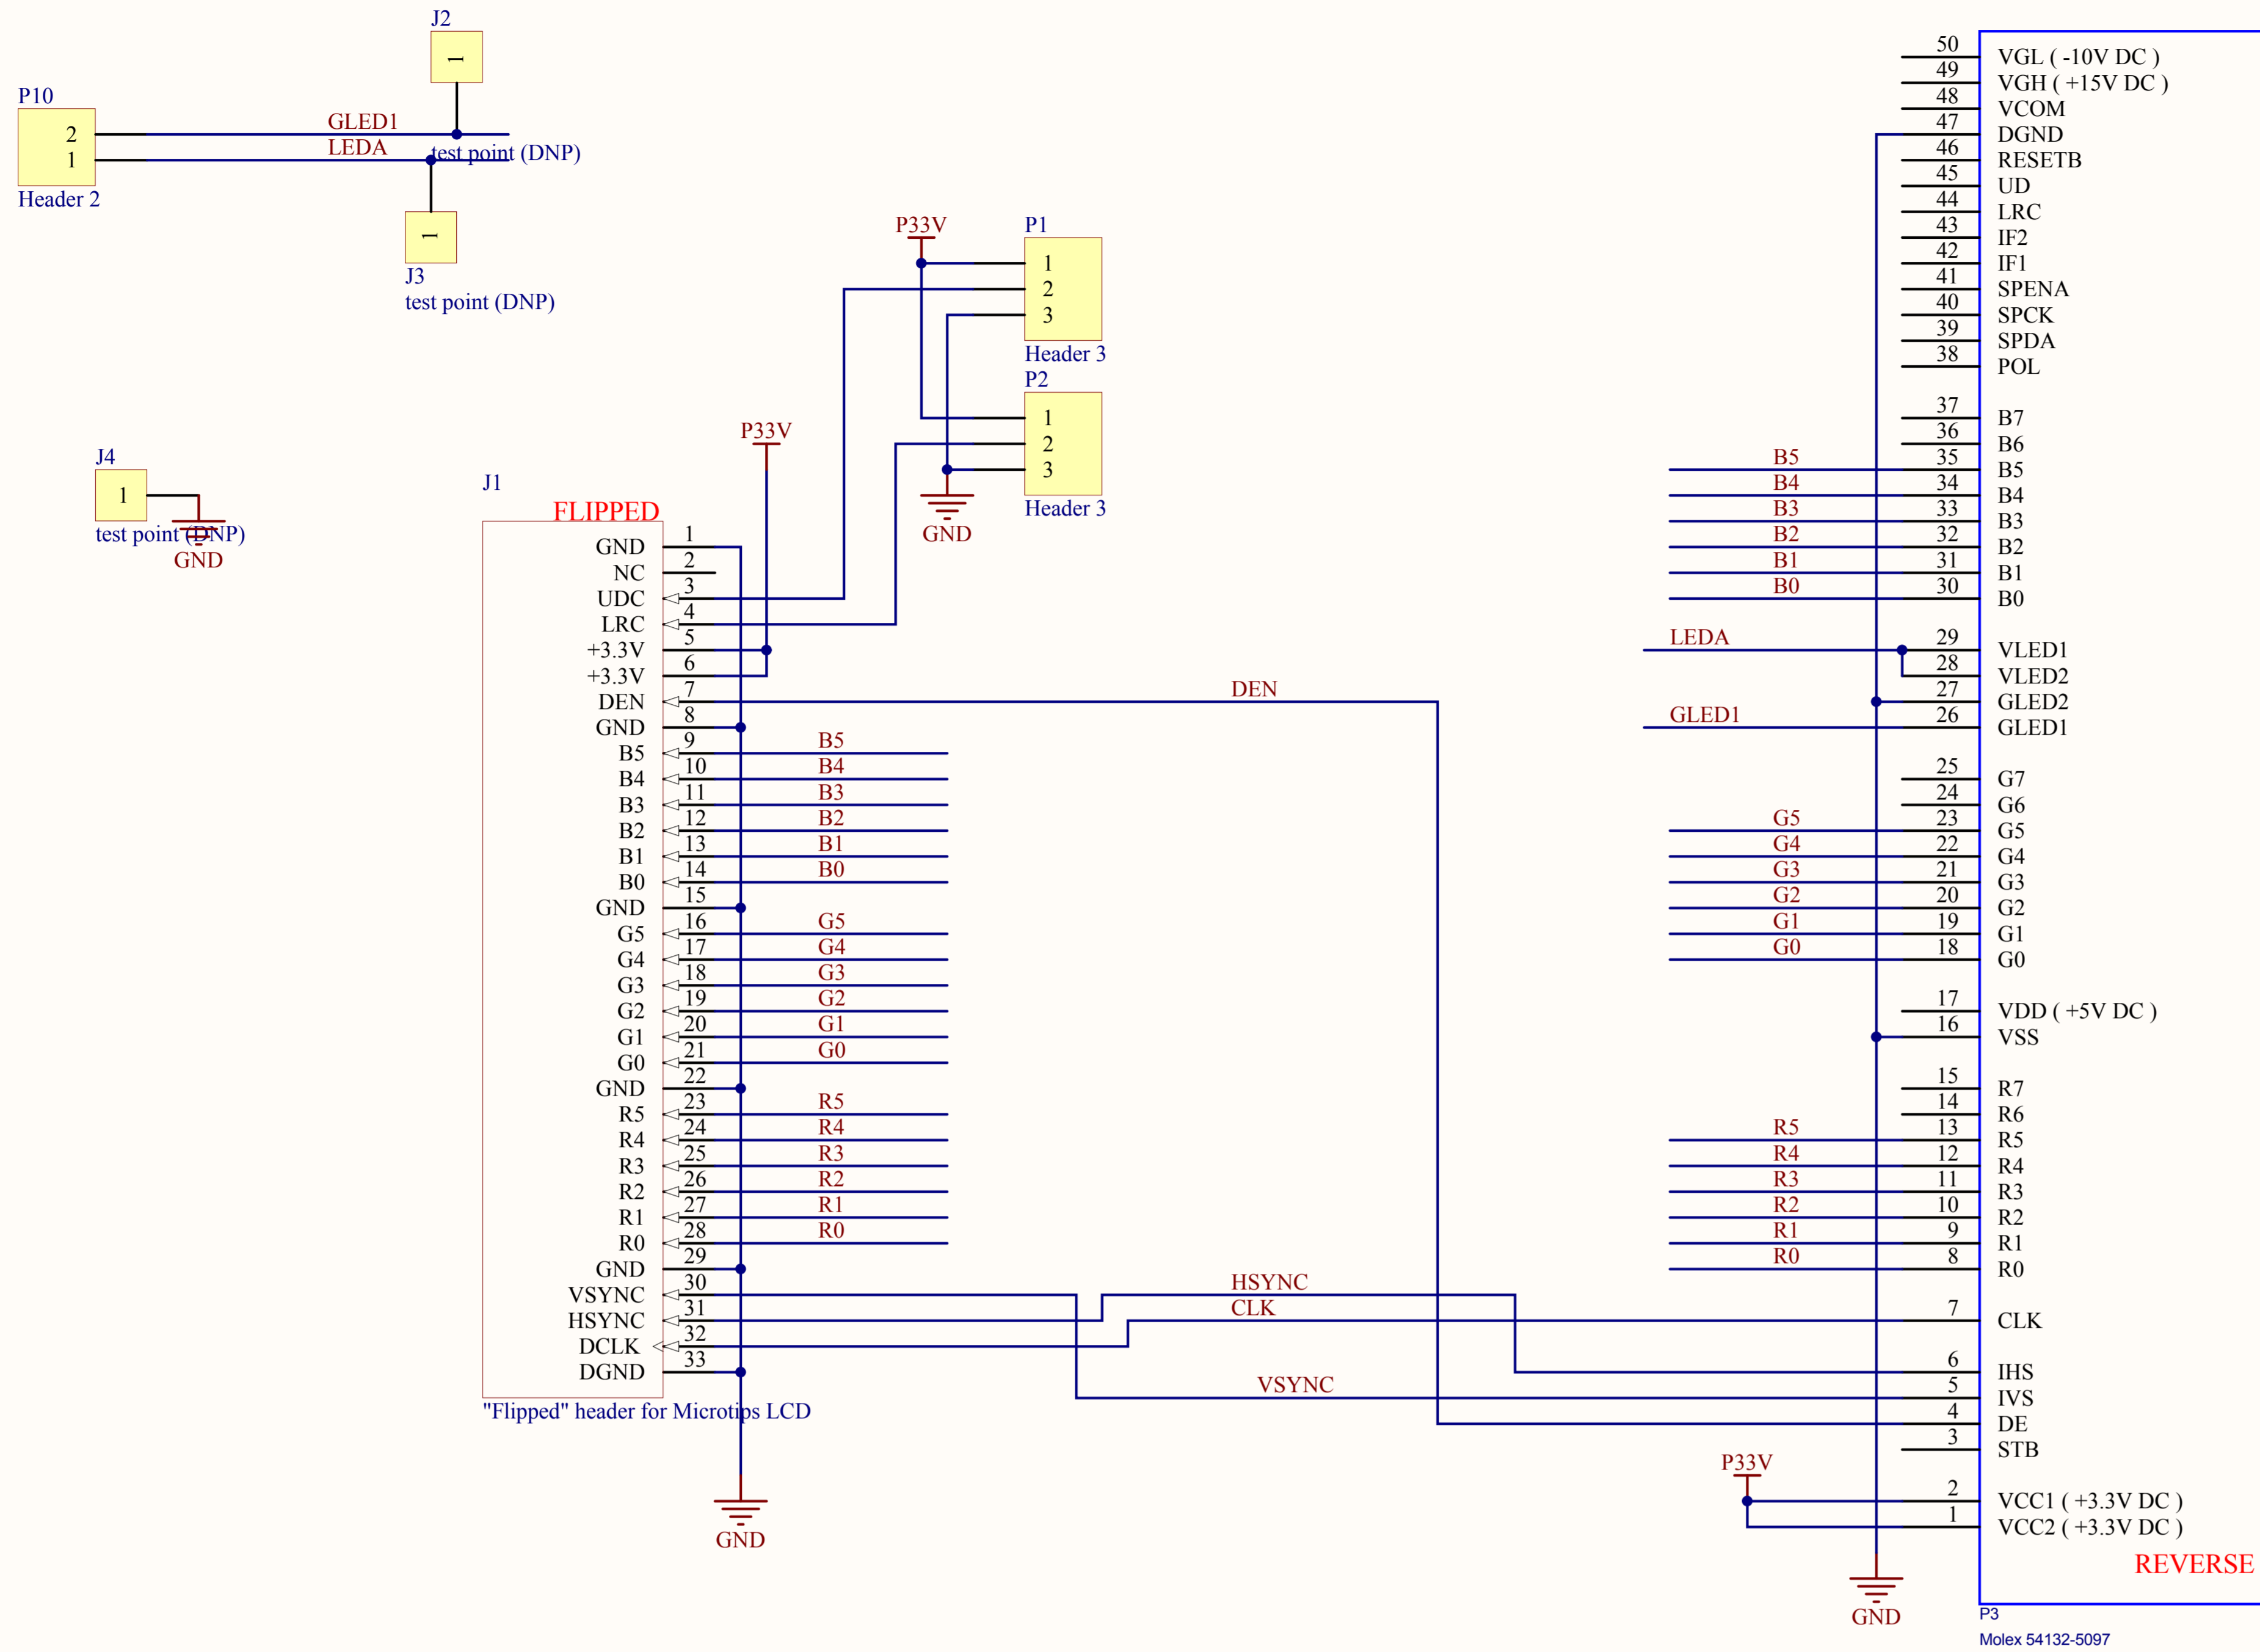 J2
1
P10
2
1
GLED1
LEDA
test point (DNP)
Header 2
1
J3
test point (DNP)
J4
1
test point (DNP)
GND
P33V
P1
1
2
3
Header 3
P2
1
2
3
Header 3
GND
P33V
J1
FLIPPED
GND 1
NC 2
UDC 3
LRC 4
+3.3V 5
+3.3V 6
DEN 7 DEN
GND 8
B5 9 B5
B4 10 B4
B3 11 B3
B2 12 B2
B1 13 B1
B0 14 B0
GND 15
G5 16 G5
G4 17 G4
G3 18 G3
G2 19 G2
G1 20 G1
G0 21 G0
GND 22
R5 23 R5
R4 24 R4
R3 25 R3
R2 26 R2
R1 27 R1
R0 28 R0
GND 29
VSYNC 30
HSYNC 31
DCLK 32
DGND 33
"Flipped" header for Microtips LCD
GND
HSYNC
CLK
VSYNC
50 VGL ( -10V DC )
49 VGH ( +15V DC )
48 VCOM
47 DGND
46 RESETB
45 UD
44 LRC
43 IF2
42 IF1
41 SPENA
40 SPCK
39 SPDA
38 POL
37 B7
36 B6
B5 35 B5
B4 34 B4
B3 33 B3
B2 32 B2
B1 31 B1
B0 30 B0
LEDA 29 VLED1
28 VLED2
27 GLED2
GLED1 26 GLED1
25 G7
24 G6
G5 23 G5
G4 22 G4
G3 21 G3
G2 20 G2
G1 19 G1
G0 18 G0
17 VDD ( +5V DC )
16 VSS
15 R7
14 R6
R5 13 R5
R4 12 R4
R3 11 R3
R2 10 R2
R1 9 R1
R0 8 R0
7 CLK
6 IHS
5 IVS
4 DE
3 STB
P33V
2 VCC1 ( +3.3V DC )
1 VCC2 ( +3.3V DC )
REVERSE
GND
P3
Molex 54132-5097